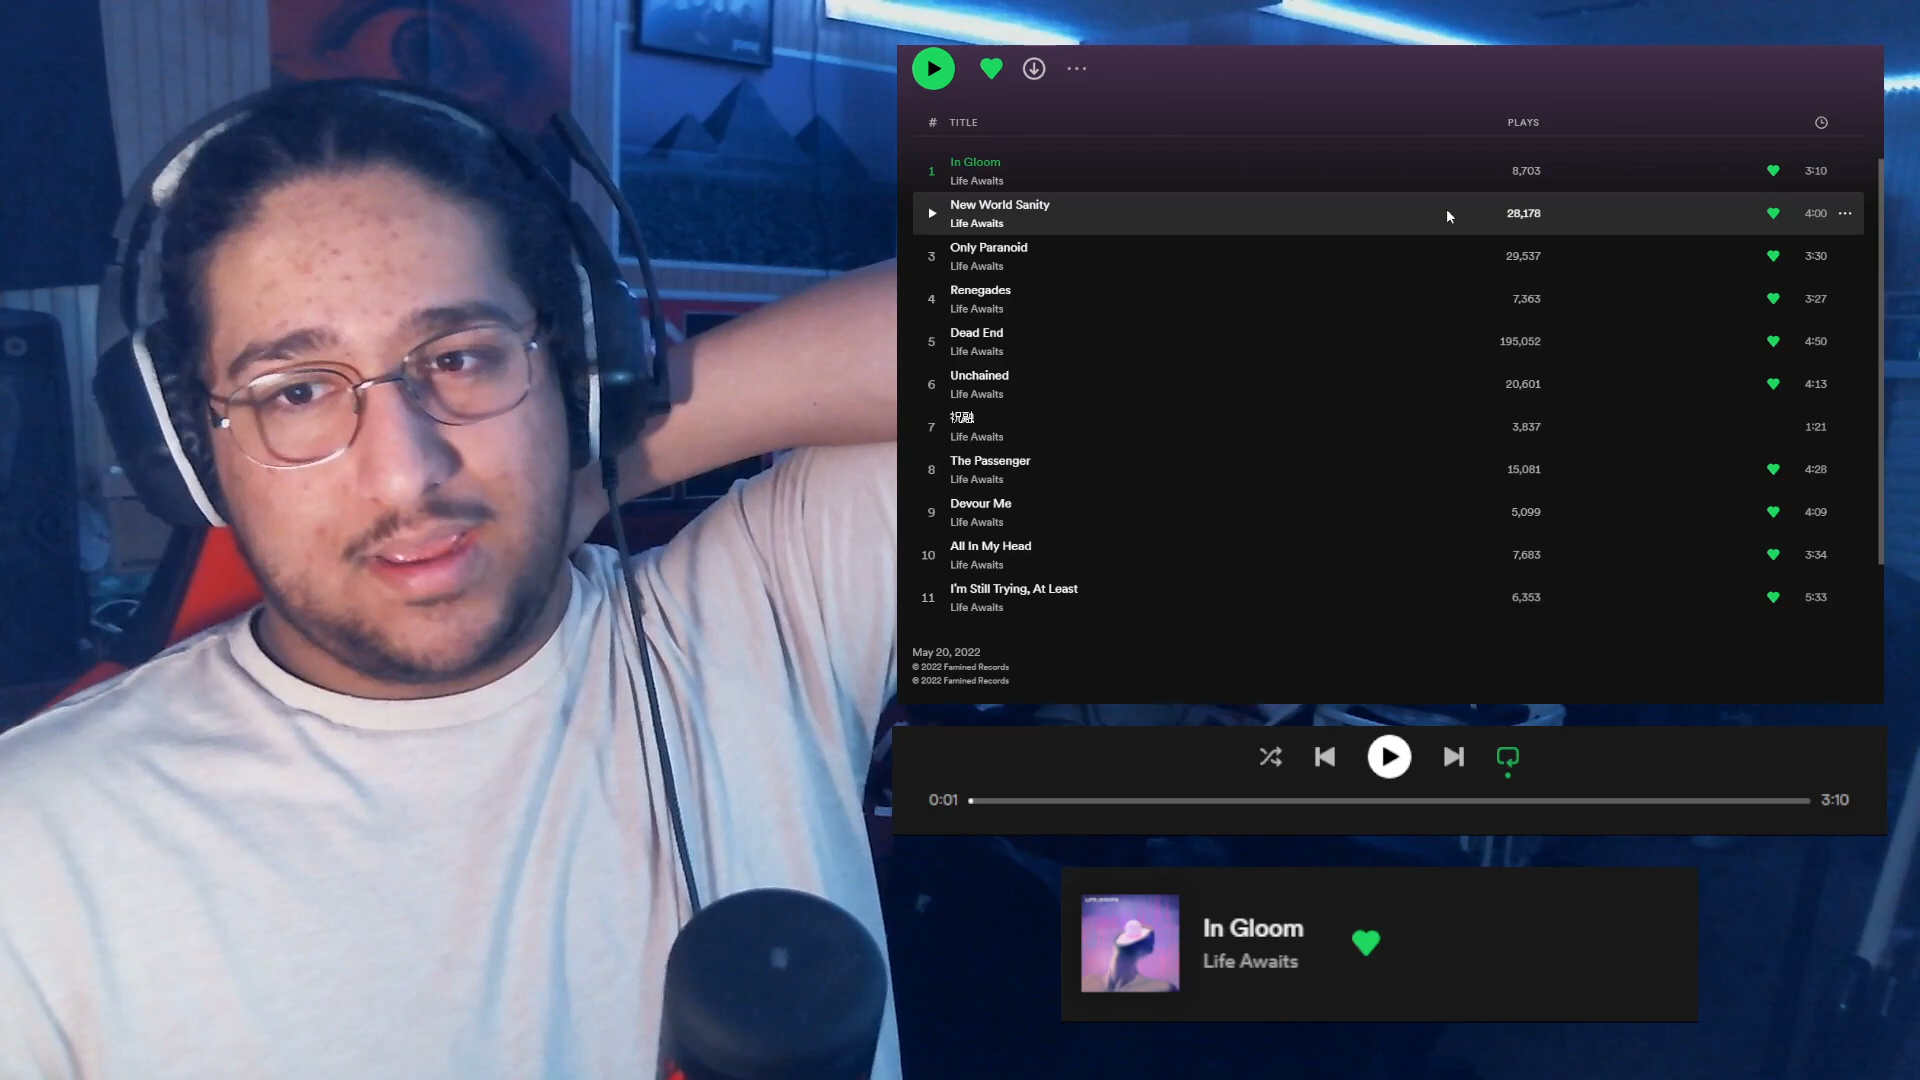 # TITLE PLAYS
1 In Gloom 8,703 3:10
Life Awaits
New World Sanity 28,178 4:00
Life Awaits
3 Only Paranoid 29,537 3:30
Life Awaits
4 Renegades 7,363 3:27
Life Awaits
5 Dead End 195,052 4:50
Life Awaits
6 Unchained 20,601 4:13
Life Awaits
7 祝融 3,837 1:21
Life Awaits
8 The Passenger 15,081 4:28
Life Awaits
9 Devour Me 5,099 4:09
Life Awaits
10 All In My Head 7,683 3:34
Life Awaits
11 I'm Still Trying, At Least 6,353 5:33
Life Awaits
May 20, 2022
© 2022 Famined Records
℗ 2022 Famined Records
0:01 3:10
In Gloom
Life Awaits